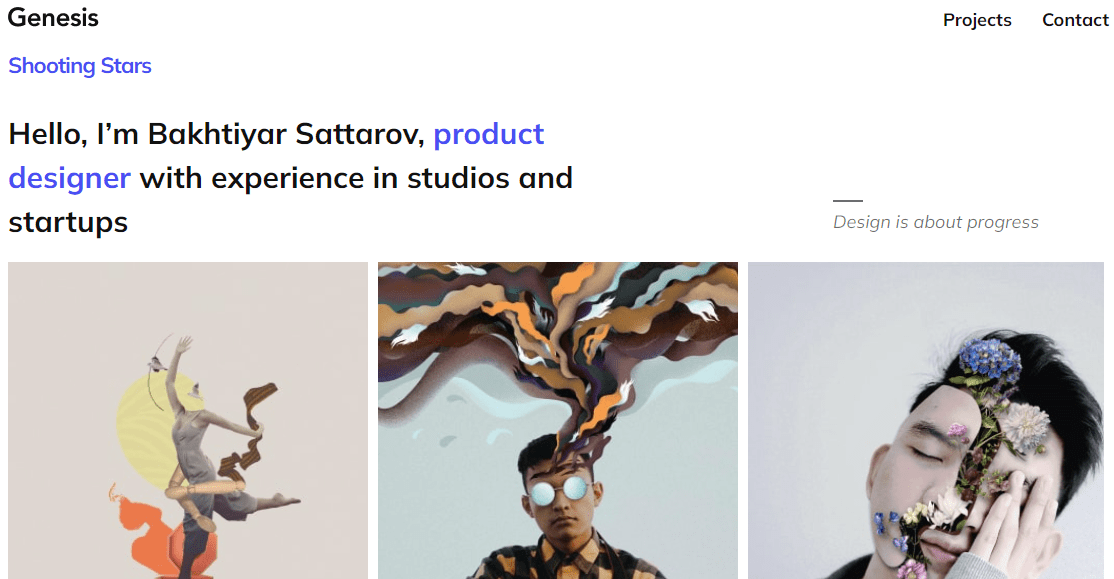 Genesis
Projects
Contact
Shooting Stars
Hello, I’m Bakhtiyar Sattarov, product
designer with experience in studios and
startups
Design is about progress